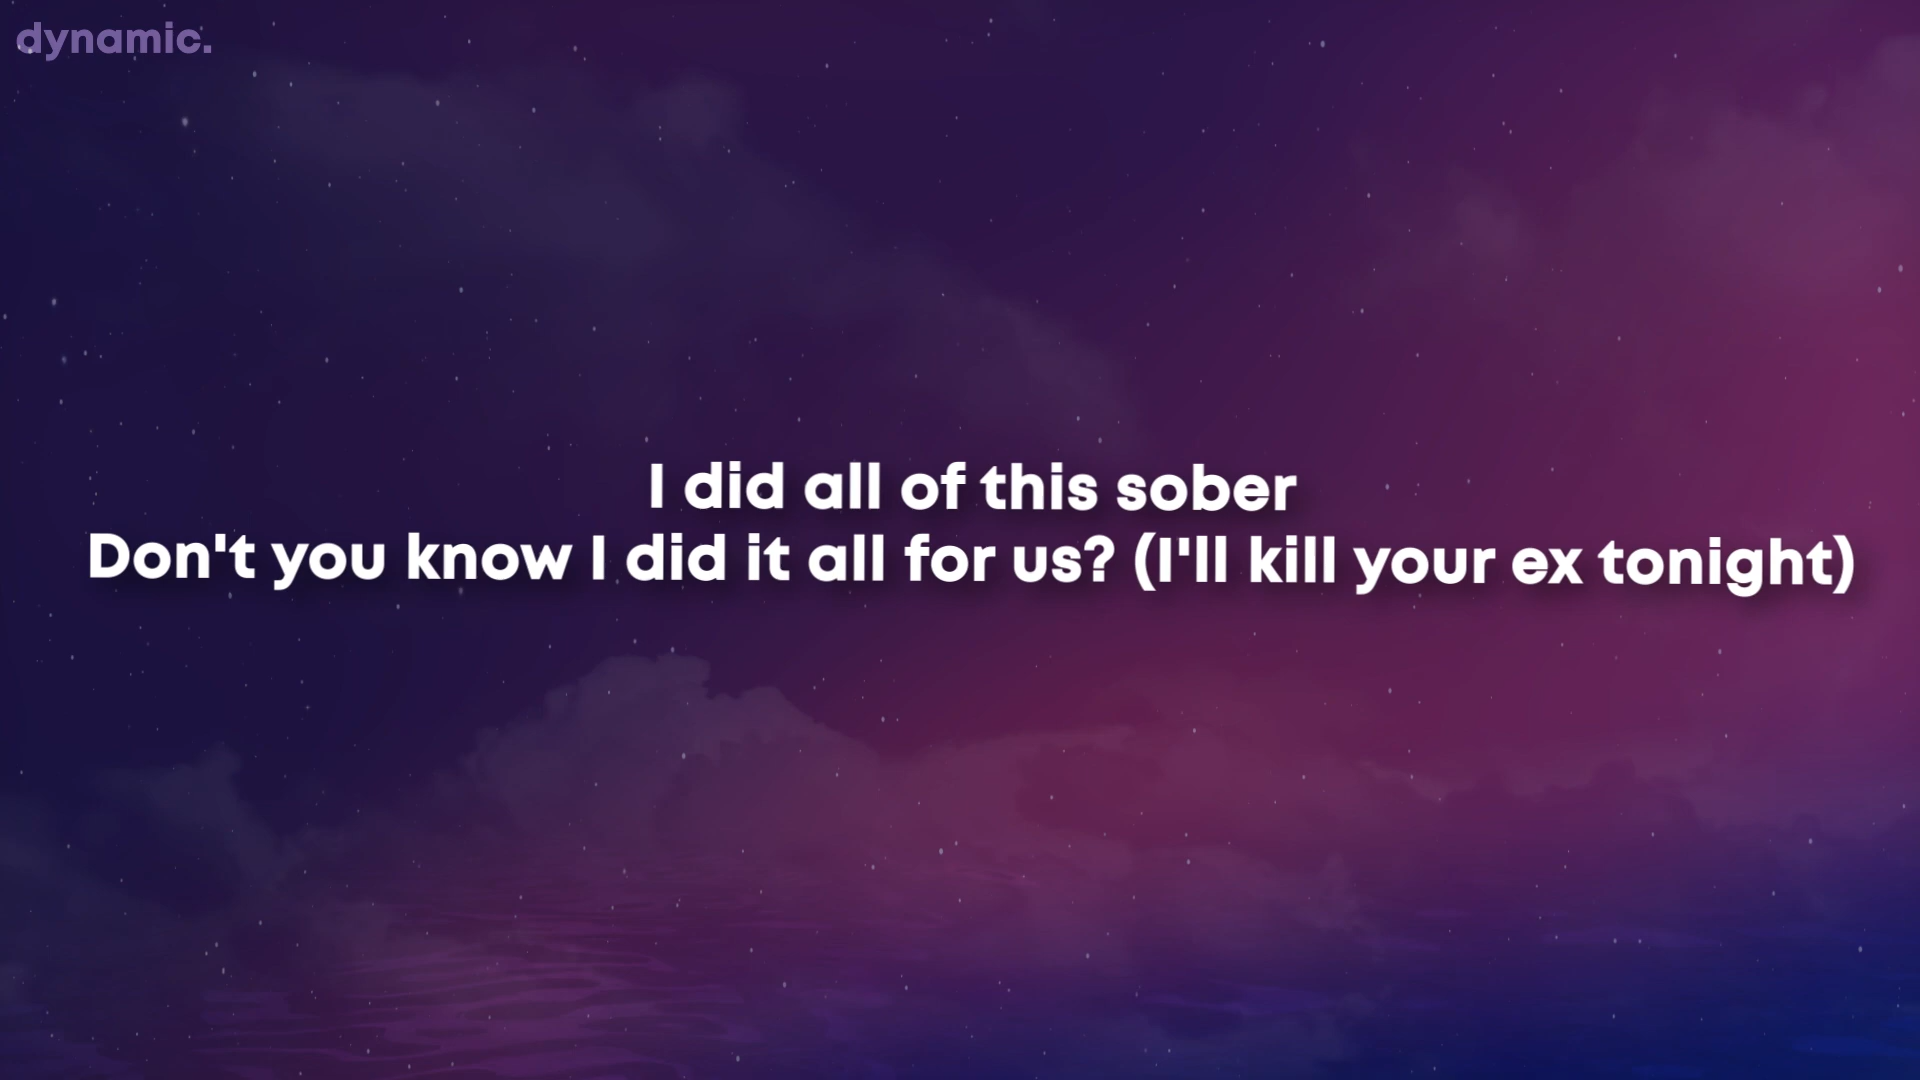 dynamic.
I did all of this sober
Don't you know I did it all for us? (I'll kill your ex tonight)